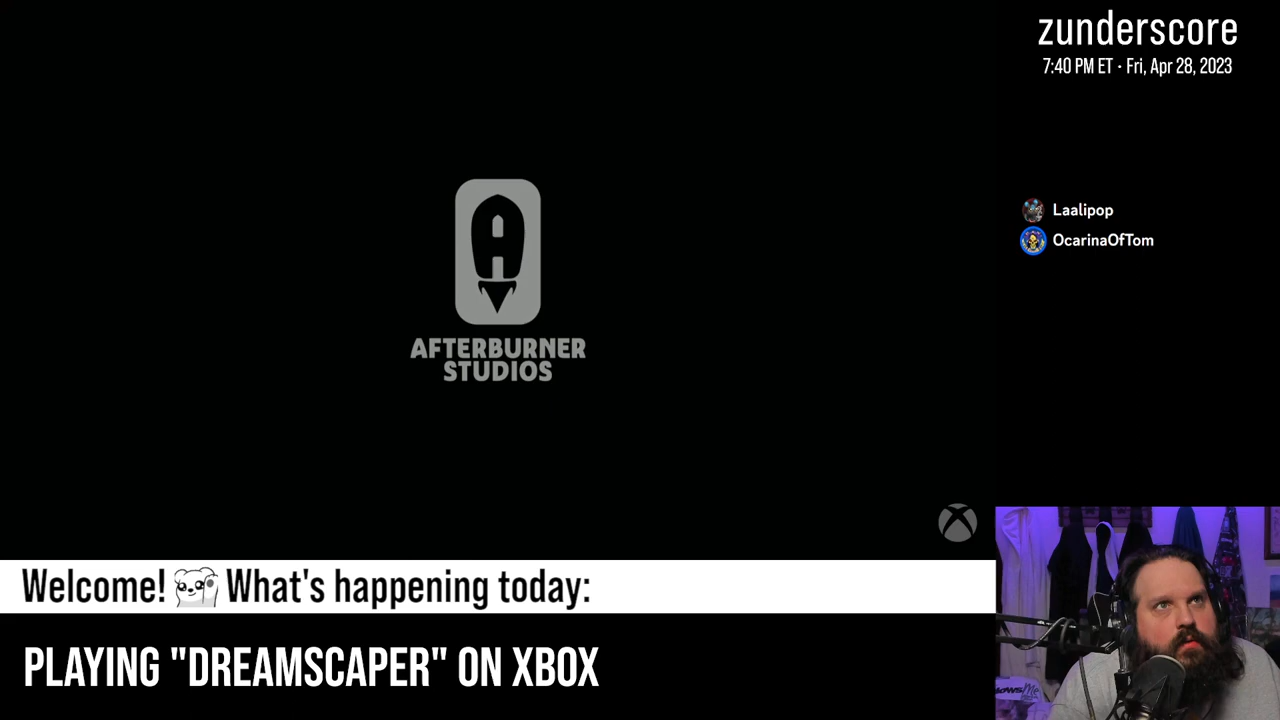 zunderscore
7:40 PM ET · Fri, Apr 28, 2023
Laalipop
OcarinaOfTom
AFTERBURNER
STUDIOS
Welcome! What's happening today:
PLAYING "DREAMSCAPER" ON XBOX